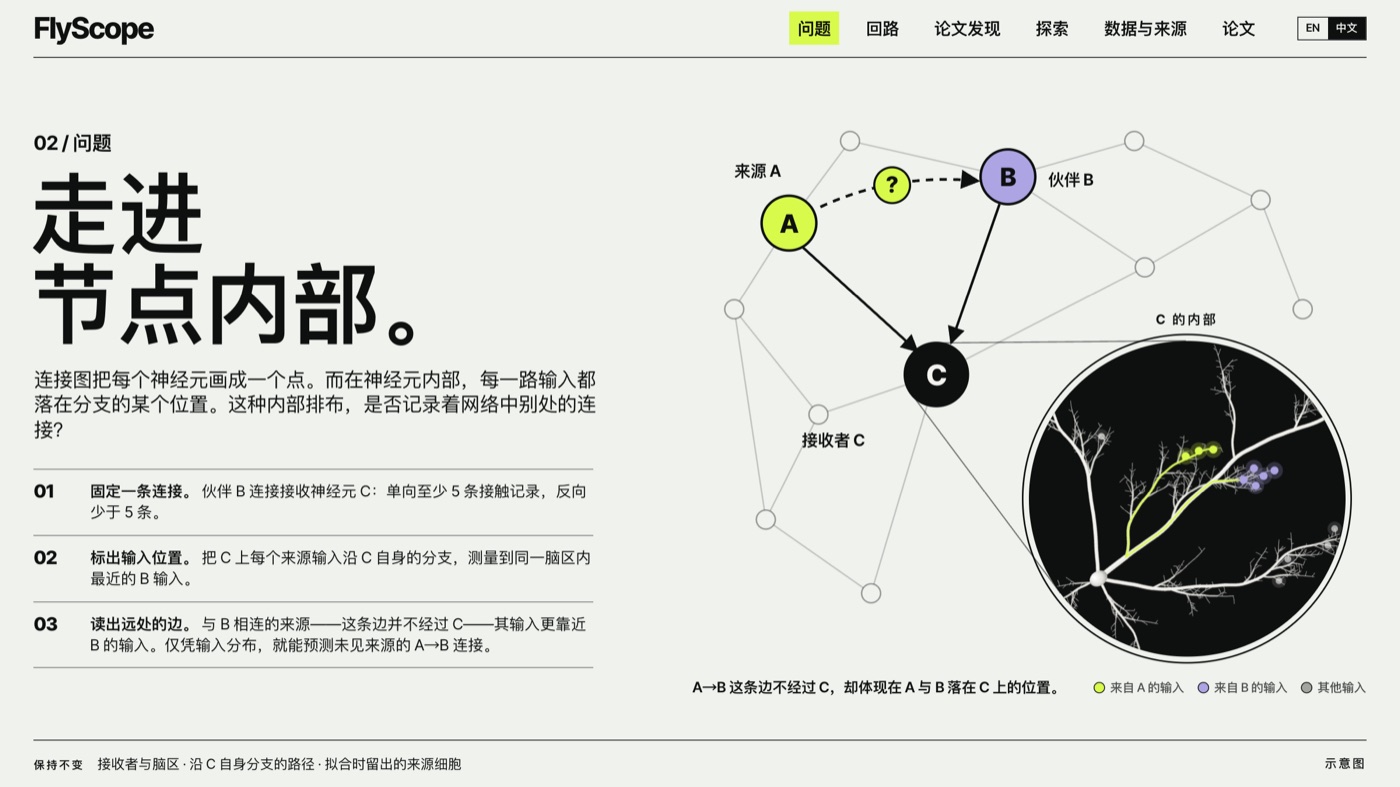 FlyScope
问题 回路 论文发现 探索 数据与来源 论文 EN 中文
02 / 问题
走进
节点内部。
连接图把每个神经元画成一个点。而在神经元内部，每一路输入都
落在分支的某个位置。这种内部排布，是否记录着网络中别处的连
接？
01 固定一条连接。 伙伴 B 连接接收神经元 C：单向至少 5 条接触记录，反向
少于 5 条。
02 标出输入位置。 把 C 上每个来源输入沿 C 自身的分支，测量到同一脑区内
最近的 B 输入。
03 读出远处的边。 与 B 相连的来源——这条边并不经过 C——其输入更靠近
B 的输入。仅凭输入分布，就能预测未见来源的 A→B 连接。
来源 A
A
?
B
伙伴 B
C
接收者 C
C 的内部
A→B 这条边不经过 C，却体现在 A 与 B 落在 C 上的位置。
来自 A 的输入 来自 B 的输入 其他输入
保持不变 接收者与脑区 · 沿 C 自身分支的路径 · 拟合时留出的来源细胞
示意图